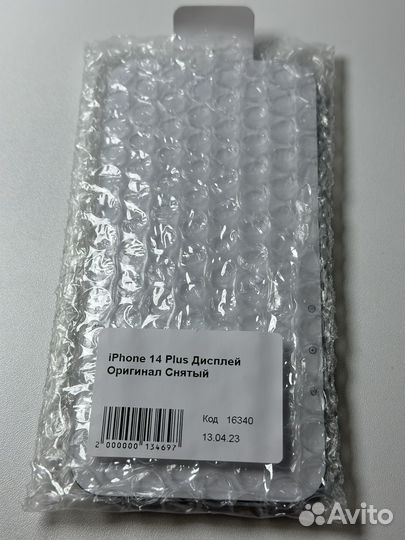 iPhone 14 Plus Дисплей
Оригинал Снятый
Код 16340
13.04.23
2 000000 134697
Avito